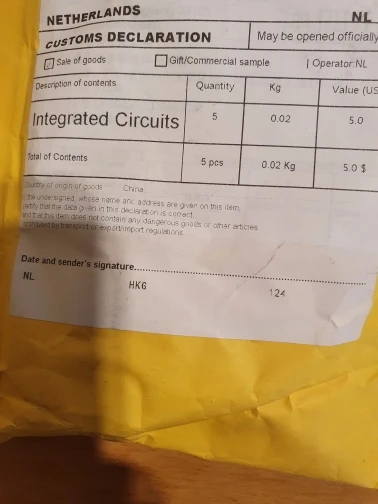 NETHERLANDS NL
CUSTOMS DECLARATION May be opened officially
Sale of goods Gift/Commercial sample Operator:NL
Description of contents Quantity Kg Value (US
Integrated Circuits 5 0.02 5.0
Total of Contents 5 pcs 0.02 Kg 5.0 $
Country of origin of goods China
the undersigned, whose name and address are given on this item,
certify that the data given in this declaration is correct
and that this item does not contain any dangerous goods or other articles
prohibited by transport or export/import regulations.
Date and sender's signature
NL HK6 124